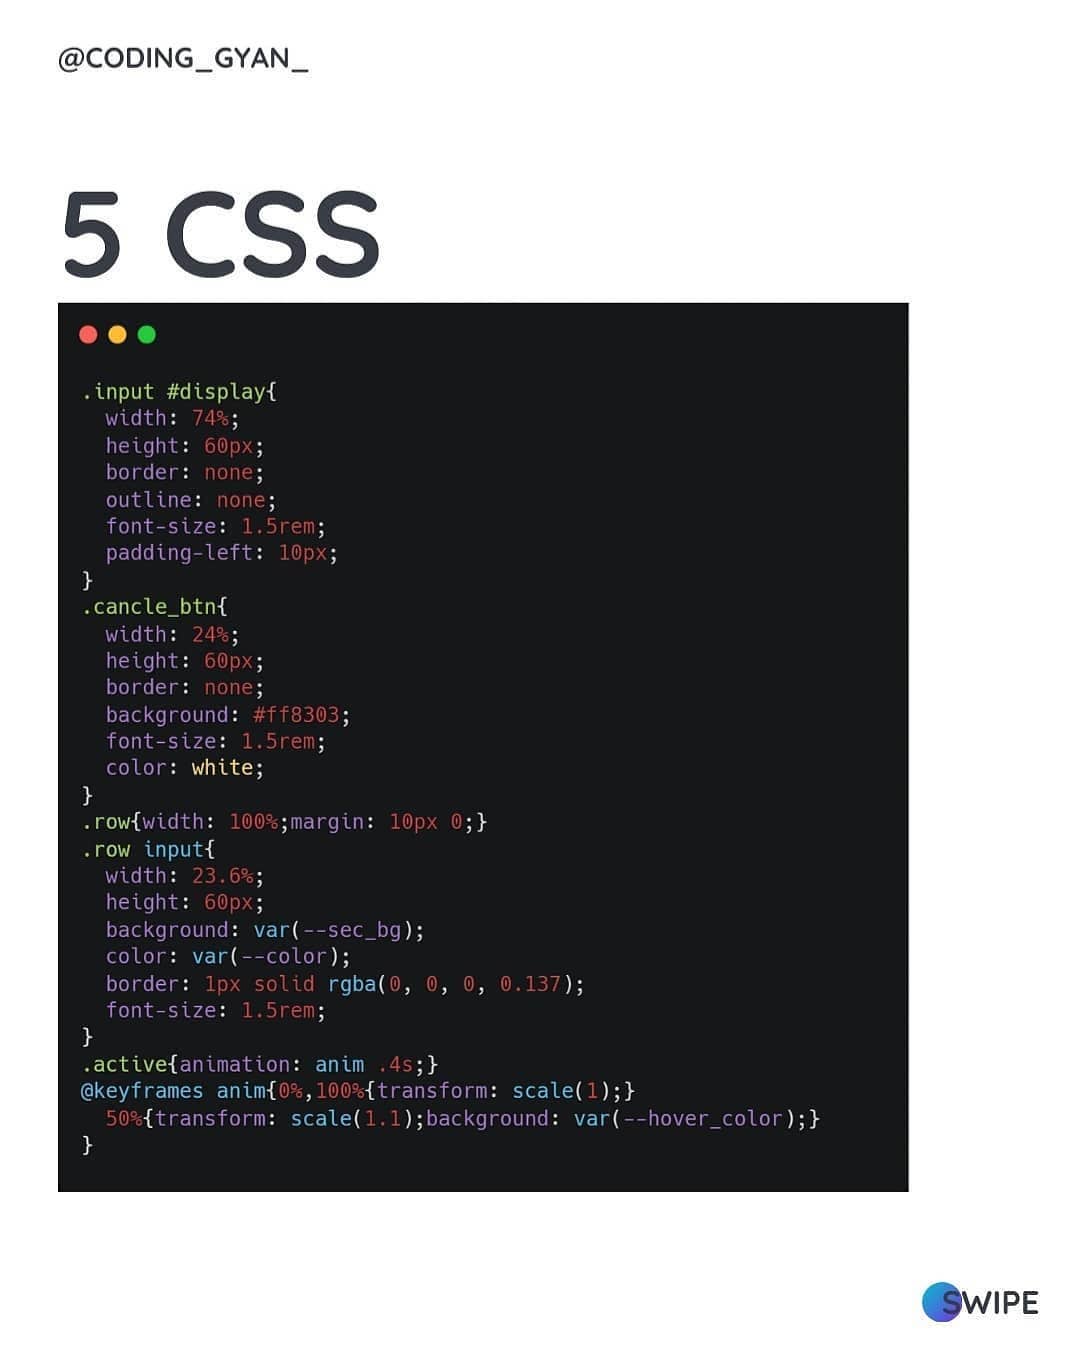 @CODING_GYAN_
5 CSS
.input #display{
  width: 74%;
  height: 60px;
  border: none;
  outline: none;
  font-size: 1.5rem;
  padding-left: 10px;
}
.cancle_btn{
  width: 24%;
  height: 60px;
  border: none;
  background: #ff8303;
  font-size: 1.5rem;
  color: white;
}
.row{width: 100%;margin: 10px 0;}
.row input{
  width: 23.6%;
  height: 60px;
  background: var(--sec_bg);
  color: var(--color);
  border: 1px solid rgba(0, 0, 0, 0.137);
  font-size: 1.5rem;
}
.active{animation: anim .4s;}
@keyframes anim{0%,100%{transform: scale(1);}
  50%{transform: scale(1.1);background: var(--hover_color);}
}
SWIPE